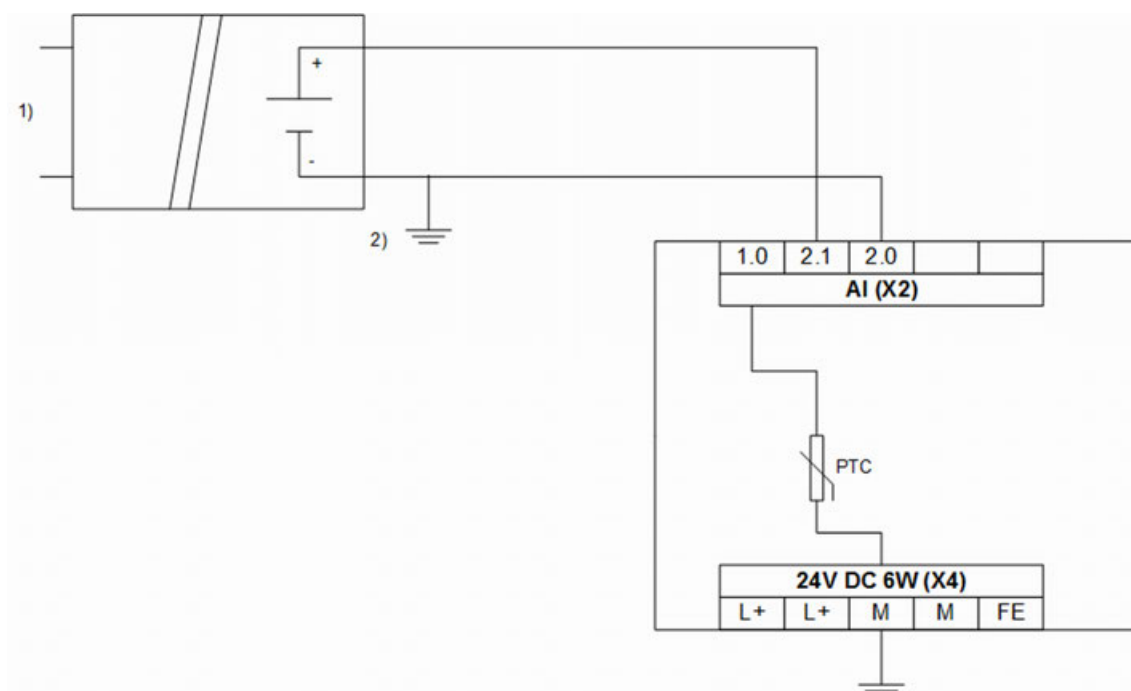 +
1)
-
2)
1.0 2.1 2.0
AI (X2)
PTC
24V DC 6W (X4)
L+ L+ M M FE